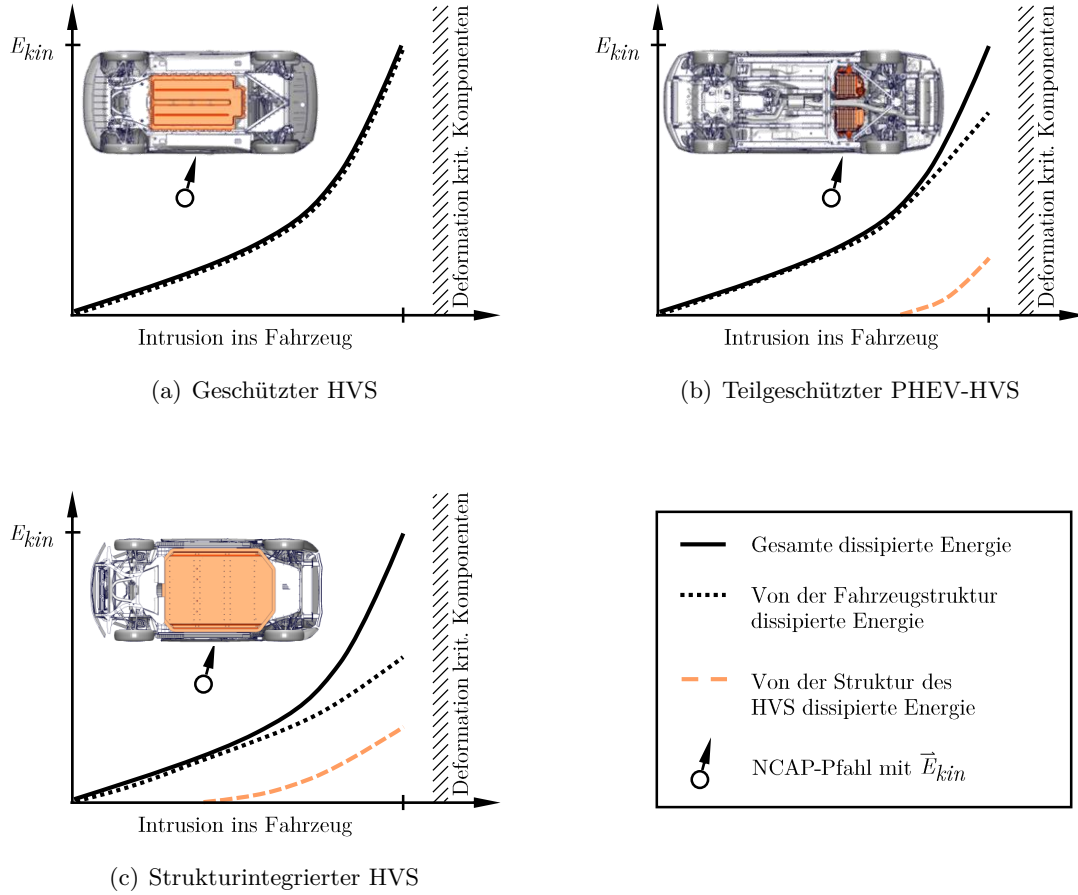 E_kin
Deformation krit. Komponenten
Intrusion ins Fahrzeug
(a) Geschützter HVS
E_kin
Deformation krit. Komponenten
Intrusion ins Fahrzeug
(b) Teilgeschützter PHEV-HVS
E_kin
Deformation krit. Komponenten
Intrusion ins Fahrzeug
(c) Strukturintegrierter HVS
Gesamte dissipierte Energie
Von der Fahrzeugstruktur
dissipierte Energie
Von der Struktur des
HVS dissipierte Energie
NCAP-Pfahl mit E⃗_kin